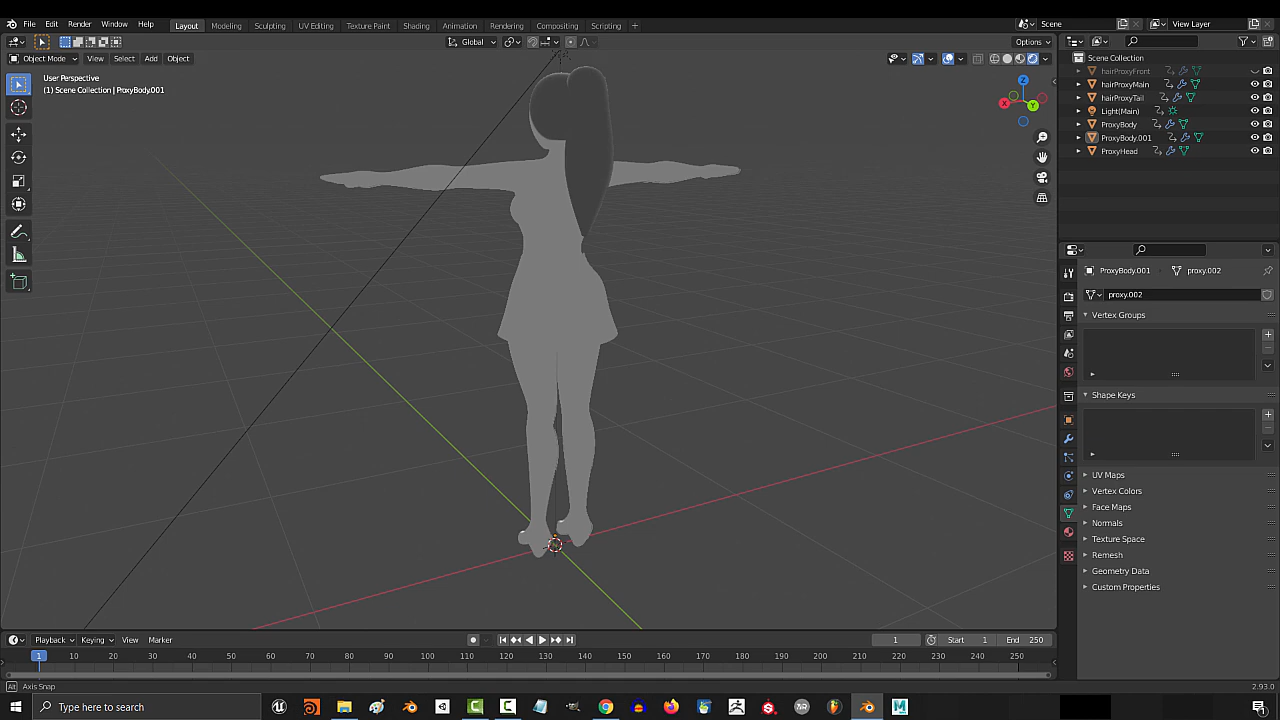 File Edit Render Window Help Layout Modeling Sculpting UV Editing Texture Paint Shading Animation Rendering Compositing Scripting + Scene View Layer
Global Options
Object Mode View Select Add Object
User Perspective
(1) Scene Collection | ProxyBody.001
Z
X
Y
Scene Collection
hairProxyFront
hairProxyMain
hairProxyTail
Light(Main)
ProxyBody
ProxyBody.001
ProxyHead
ProxyBody.001 proxy.002
proxy.002
Vertex Groups
Shape Keys
UV Maps
Vertex Colors
Face Maps
Normals
Texture Space
Remesh
Geometry Data
Custom Properties
Playback Keying View Marker 1 Start 1 End 250
1 10 20 30 40 50 60 70 80 90 100 110 120 130 140 150 160 170 180 190 200 210 220 230 240 250
Alt Axis Snap 2.93.0
Type here to search